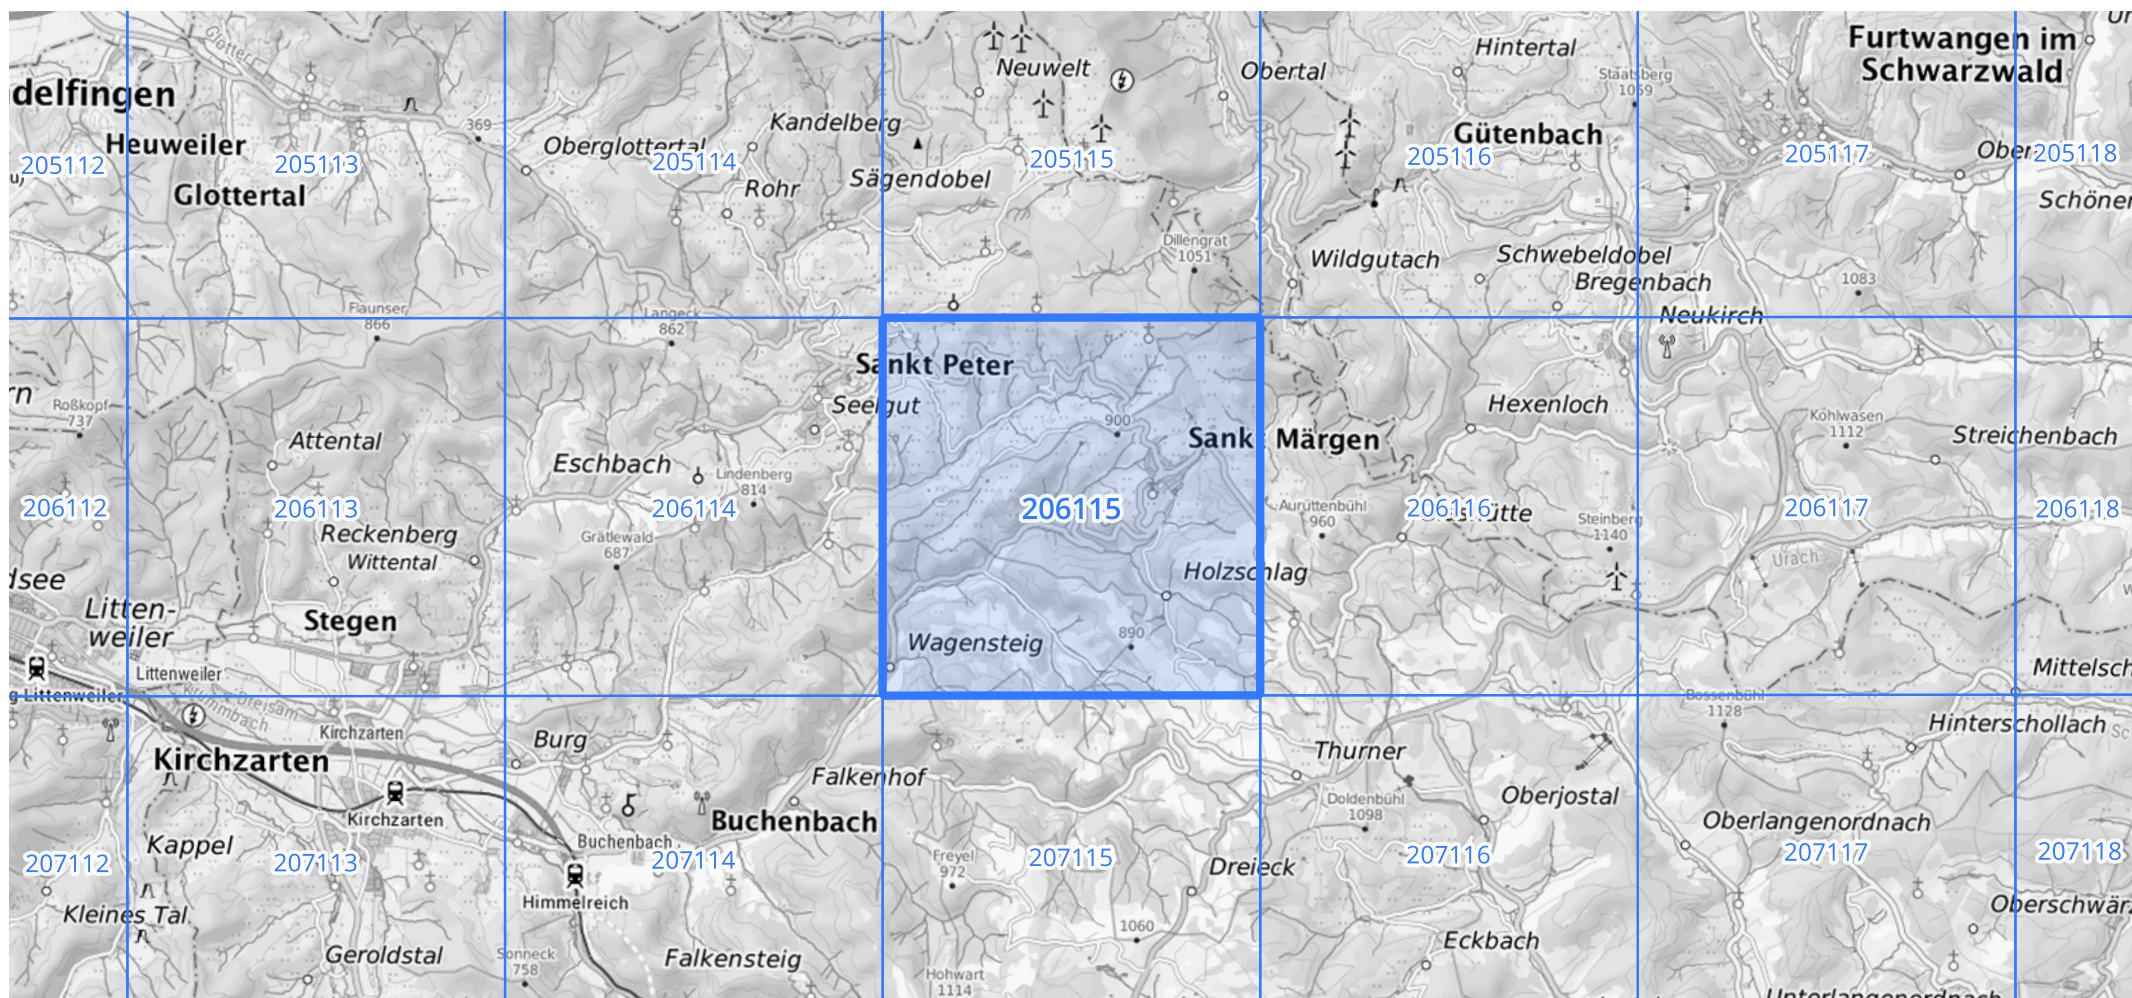 Glotter
Neuwelt
Obertal
Hintertal
Furtwangen im
Schwarzwald
Staatsberg
1059
delfingen
Heuweiler
369
Kandelberg
Oberglottertal
Gütenbach
205112
205113
205114
205115
205116
205117
Ober
205118
Glottertal
Rohr
Sägendobel
Schöner
Dillengrat
1051
Wildgutach
Schwebeldobel
Bregenbach
1083
Flaunser
866
Langeck
862
Neukirch
Sankt Peter
Seelgut
Roßkopf
737
Attental
900
Hexenloch
Kohlwasen
1112
Streichenbach
Sankt Märgen
Eschbach
Lindenberg
814
206112
206113
206114
206115
206116
206117
206118
Aurüttenbühl
960
Steinberg
1140
Reckenberg
Wittental
Grätlewald
687
Urach
dsee
Litten-
weiler
Stegen
Holzschlag
Wagensteig
890
Littenweiler
g-Littenweiler
Mittelsch
Krummbach
Dreisam
Bossenbühl
1128
Kirchzarten
Kirchzarten
Burg
Thurner
Hinterschollach
Falkenhof
Kirchzarten
Buchenbach
Doldenbühl
1098
Oberjostal
Oberlangenordnach
Kappel
Buchenbach
207112
207113
207114
207115
207116
207117
207118
Freyel
972
Dreieck
Himmelreich
Kleines Tal
Oberschwär
Geroldstal
Sonneck
758
Falkensteig
1060
Eckbach
Hohwart
1114
Unterlangenordnach